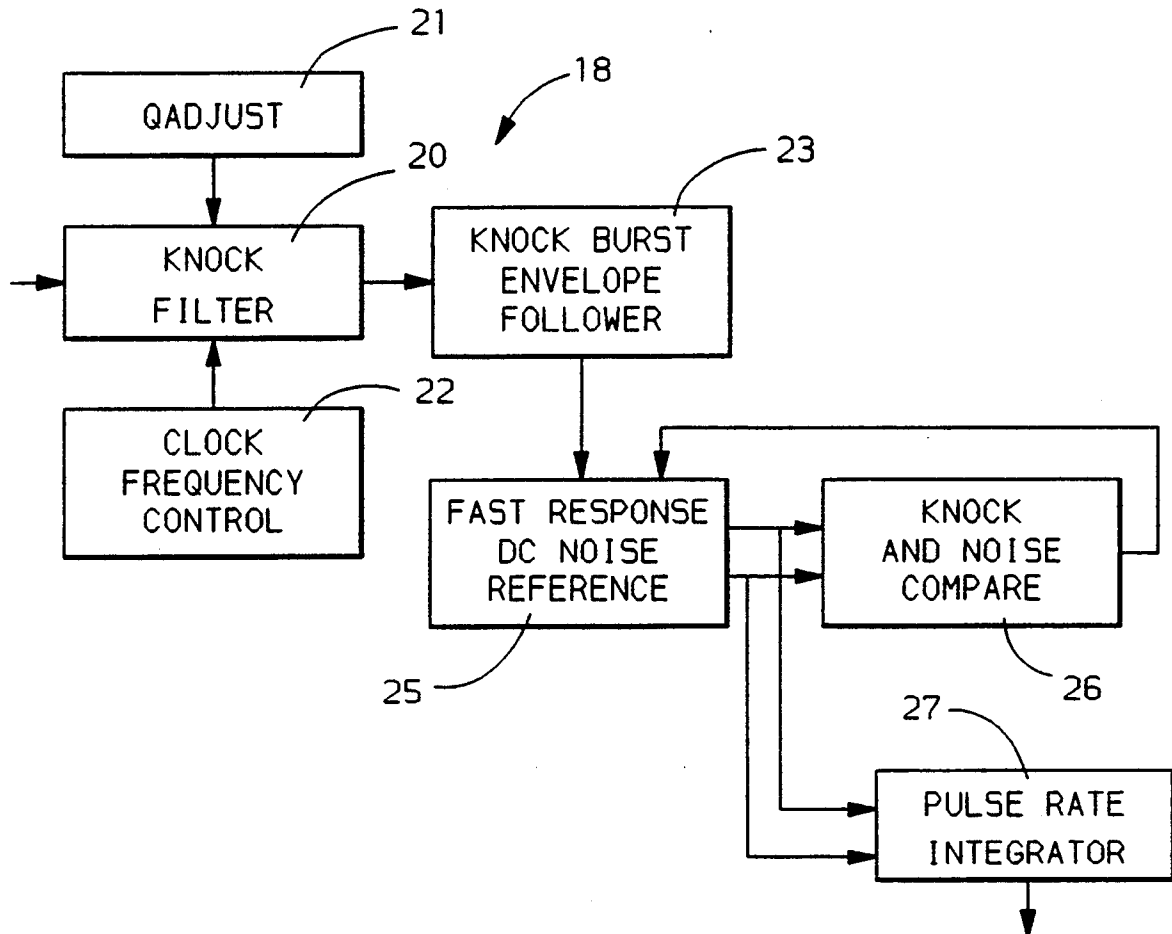 21
QADJUST
18
20
23
KNOCK
FILTER
KNOCK BURST
ENVELOPE
FOLLOWER
22
CLOCK
FREQUENCY
CONTROL
FAST RESPONSE
DC NOISE
REFERENCE
KNOCK
AND NOISE
COMPARE
25
26
27
PULSE RATE
INTEGRATOR